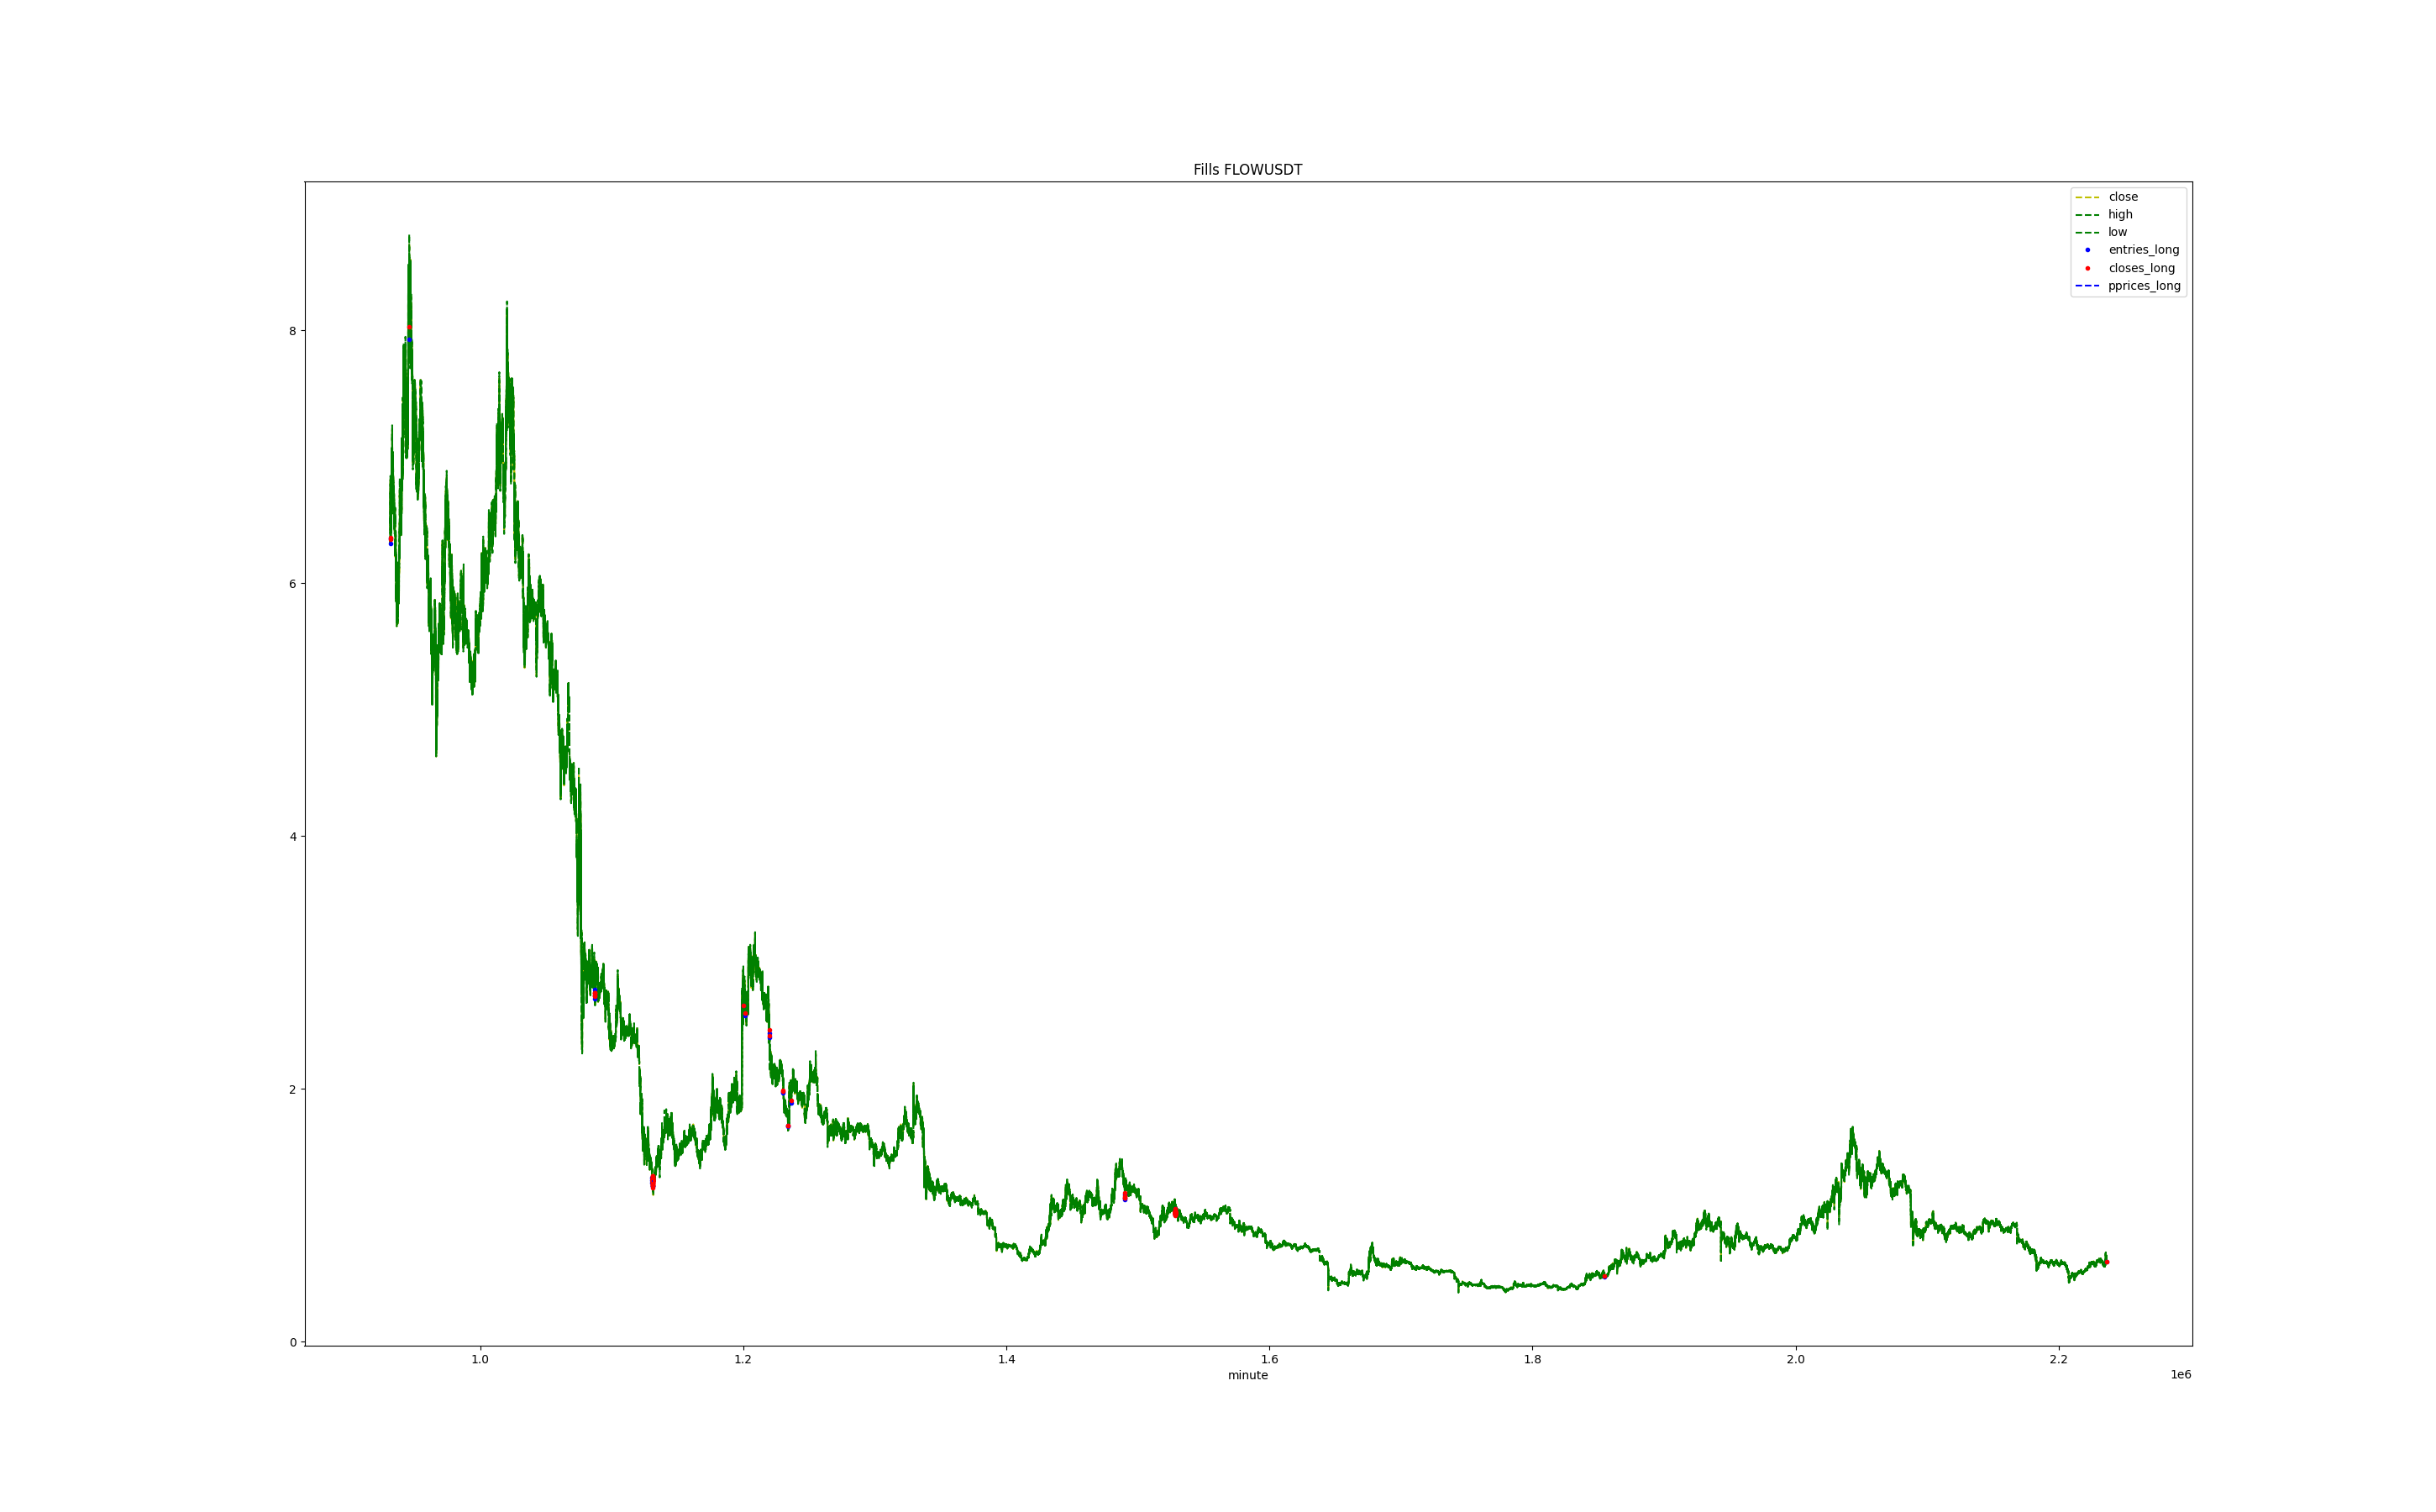 Fills FLOWUSDT
close
high
low
entries_long
closes_long
pprices_long
8
6
4
2
0
1.0 1.2 1.4 1.6 1.8 2.0 2.2
minute
1e6